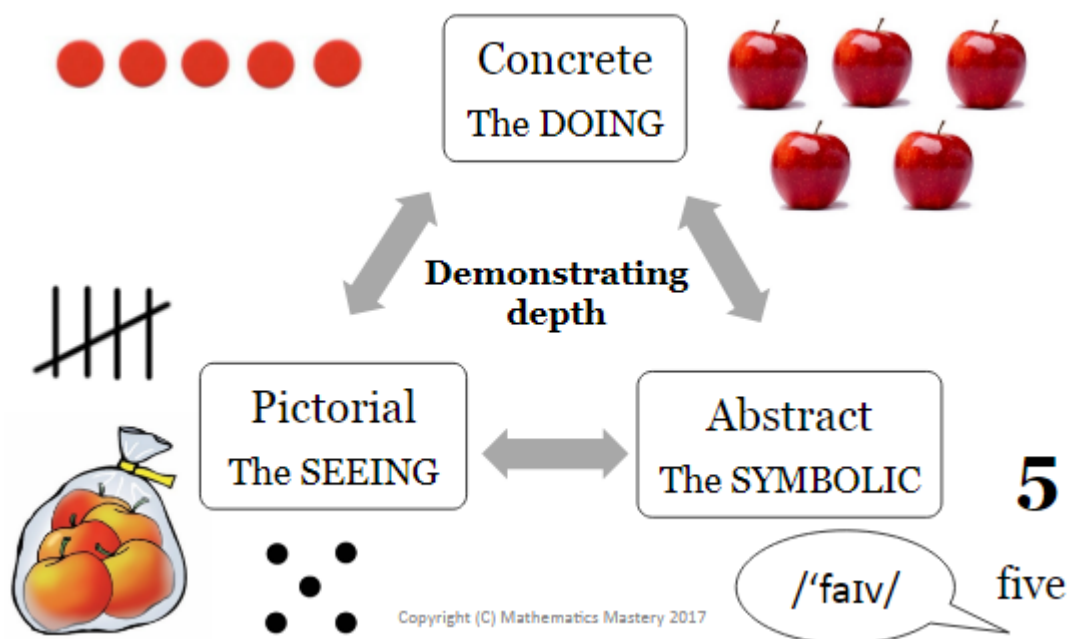 Concrete
The DOING
Demonstrating
depth
Pictorial
The SEEING
Abstract
The SYMBOLIC
5
/ˈfaɪv/
five
Copyright (C) Mathematics Mastery 2017